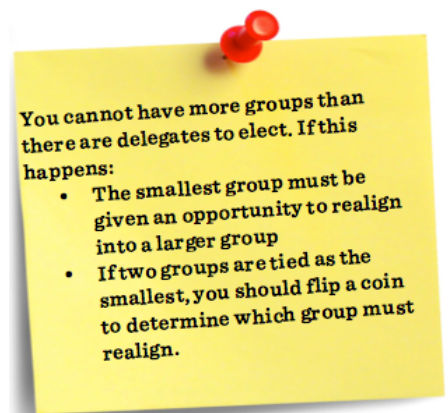 You cannot have more groups than
there are delegates to elect. If this
happens:
• The smallest group must be
given an opportunity to realign
into a larger group
• If two groups are tied as the
smallest, you should flip a coin
to determine which group must
realign.